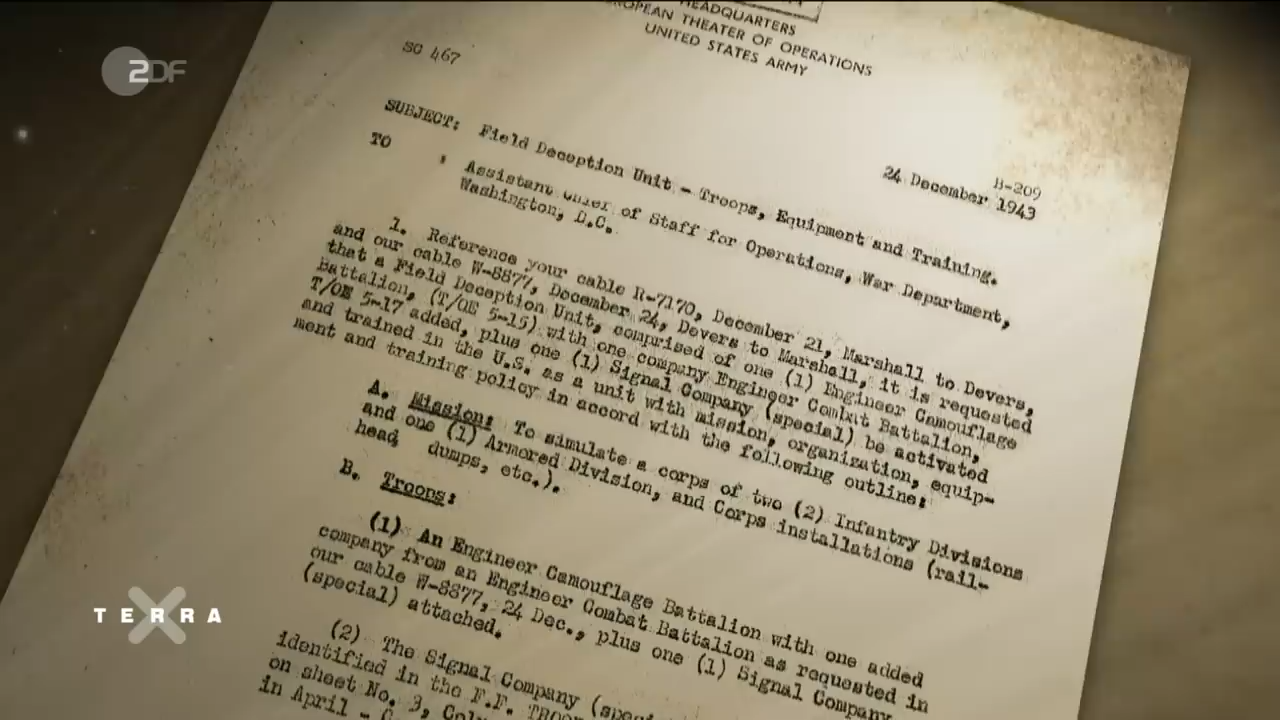 HEADQUARTERS
EUROPEAN THEATER OF OPERATIONS
UNITED STATES ARMY
SC 467
B-209
24 December 1943
SUBJECT: Field Deception Unit - Troops, Equipment and Training.
TO : Assistant Chief of Staff for Operations, War Department,
Washington, D.C.
1. Reference your cable R-7170, December 21, Marshall to Devers,
and our cable W-8877, December 24, Devers to Marshall, it is requested
that a Field Deception Unit, comprised of one (1) Engineer Camouflage
Battalion, (T/OE 5-15) with one company Engineer Combat Battalion,
T/OE 5-17 added, plus one (1) Signal Company (special) be activated
and trained in the U.S. as a unit with mission, organization, equip-
ment and training policy in accord with the following outline:
A. Mission: To simulate a corps of two (2) Infantry Divisions
and one (1) Armored Division, and Corps installations (rail-
head, dumps, etc.).
B. Troops:
(1) An Engineer Camouflage Battalion with one added
company from an Engineer Combat Battalion as requested in
our cable W-8877, 24 Dec., plus one (1) Signal Company
(special) attached.
(2) The Signal Company (speci
identified in the F.F. TROO
on sheet No. 3,
in April -
ZDF
TERRA X